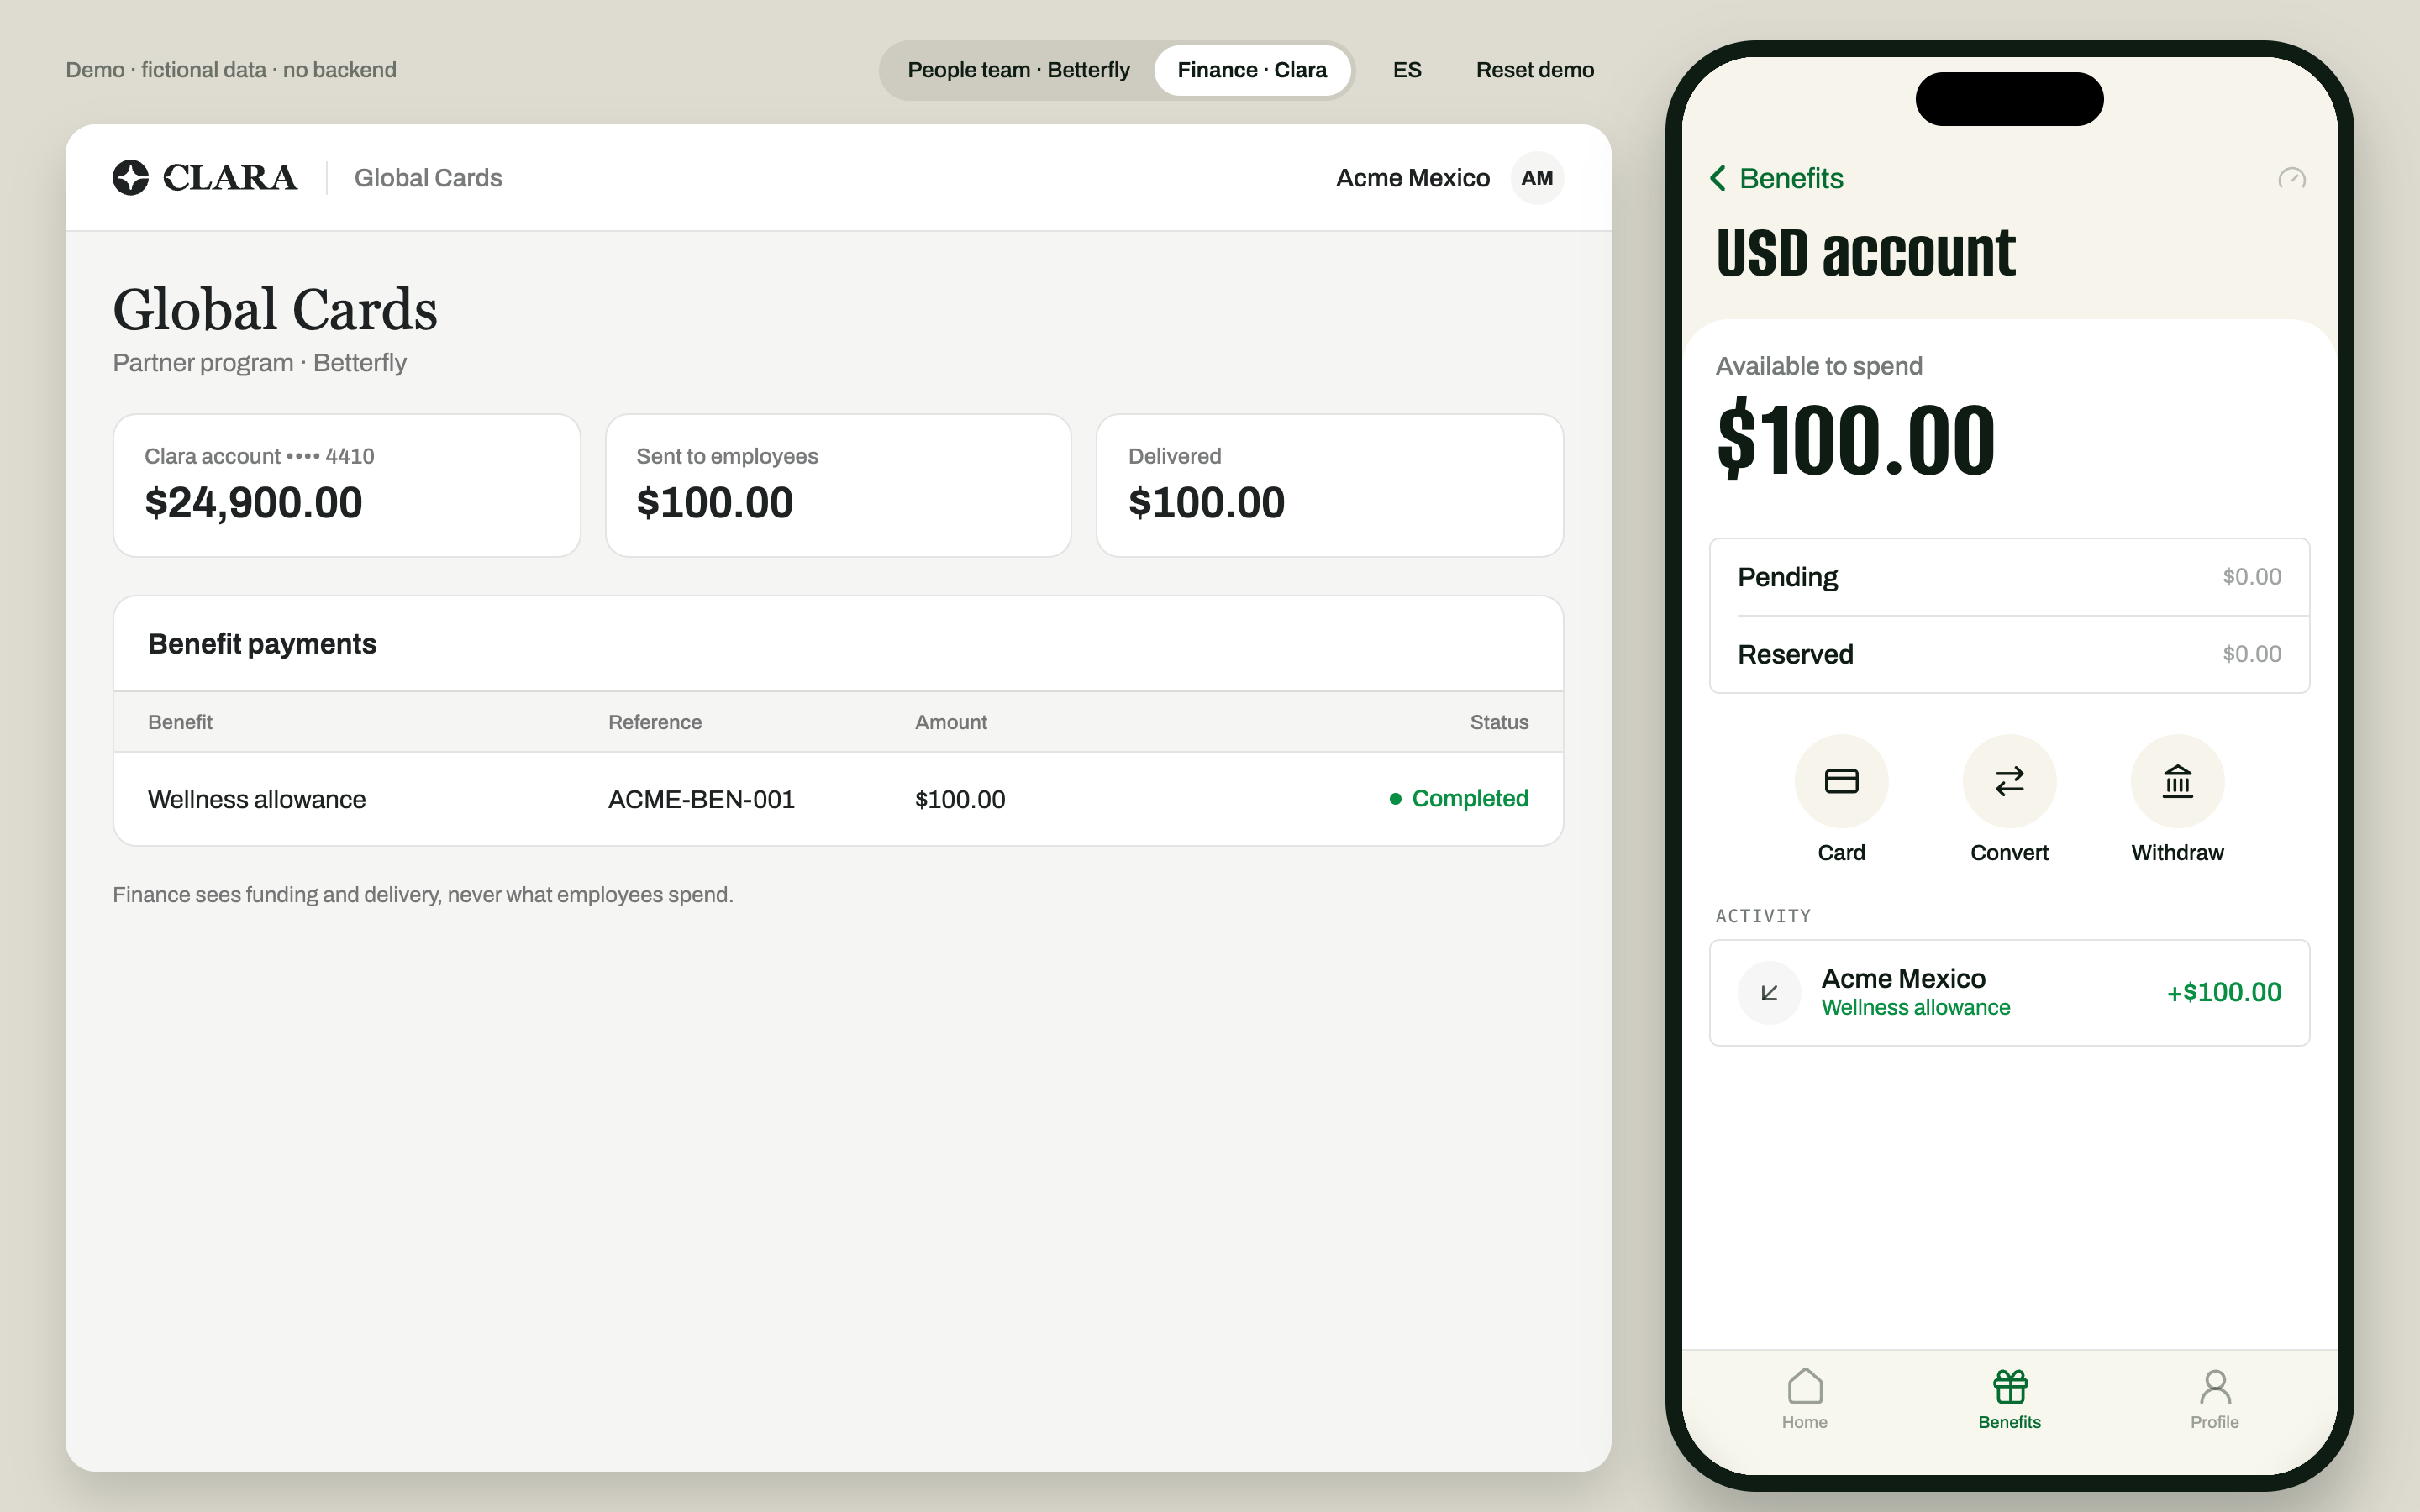 Demo · fictional data · no backend
People team · Betterfly
Finance · Clara
ES
Reset demo
CLARA
Global Cards
Acme Mexico
AM
Global Cards
Partner program · Betterfly
Clara account •••• 4410
$24,900.00
Sent to employees
$100.00
Delivered
$100.00
Benefit payments
Benefit
Reference
Amount
Status
Wellness allowance
ACME-BEN-001
$100.00
Completed
Finance sees funding and delivery, never what employees spend.
Benefits
USD account
Available to spend
$100.00
Pending
$0.00
Reserved
$0.00
Card
Convert
Withdraw
ACTIVITY
Acme Mexico
Wellness allowance
+$100.00
Home
Benefits
Profile